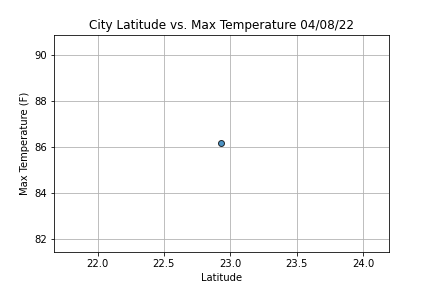 City Latitude vs. Max Temperature 04/08/22
90
88
86
84
82
Max Temperature (F)
22.0 22.5 23.0 23.5 24.0
Latitude